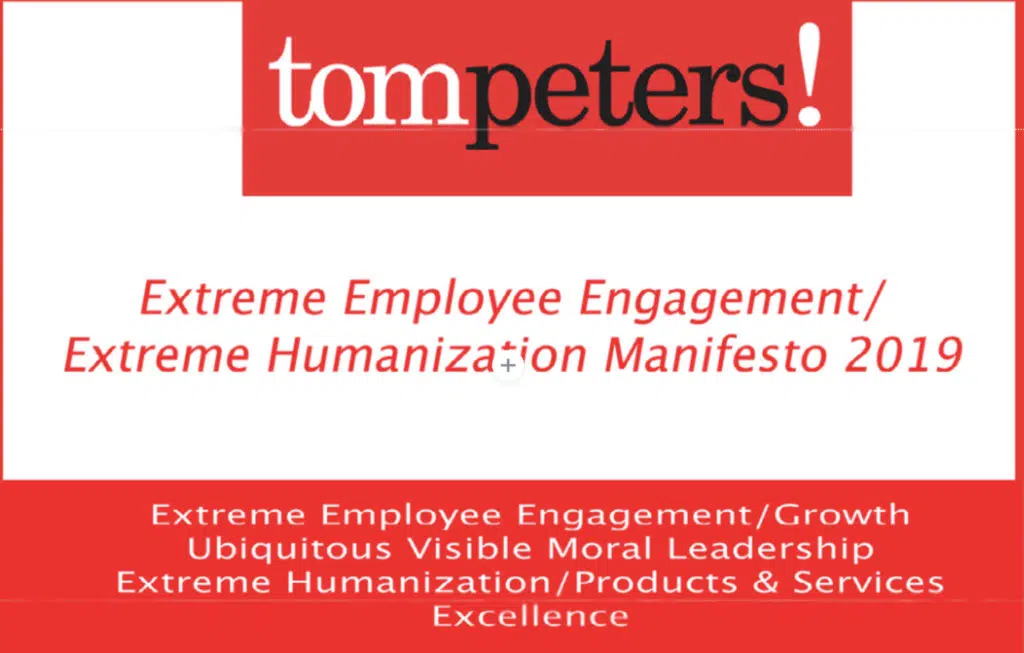 tompeters!
Extreme Employee Engagement/
Extreme Humanization Manifesto 2019
Extreme Employee Engagement/Growth
Ubiquitous Visible Moral Leadership
Extreme Humanization/Products & Services
Excellence